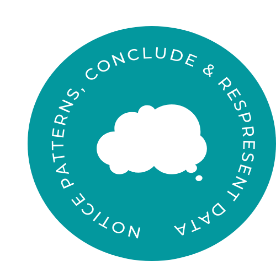 NOTICE PATTERNS, CONCLUDE & RESPRESENT DATA